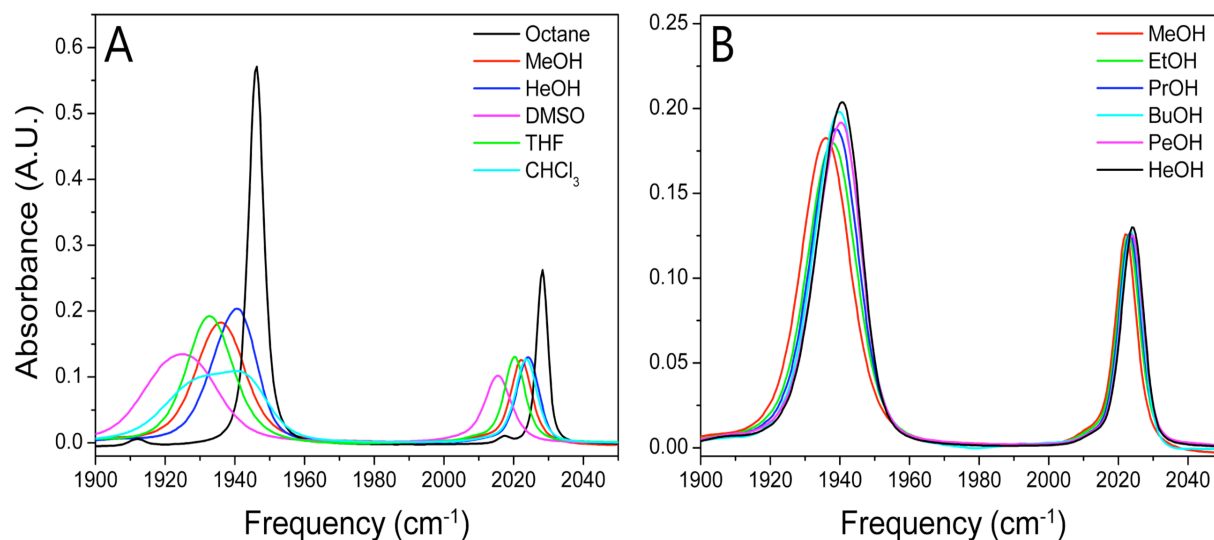 A
Octane
MeOH
HeOH
DMSO
THF
CHCl₃
0.6
0.5
0.4
0.3
0.2
0.1
0.0
Absorbance (A.U.)
1900 1920 1940 1960 1980 2000 2020 2040
Frequency (cm⁻¹)
B
MeOH
EtOH
PrOH
BuOH
PeOH
HeOH
0.25
0.20
0.15
0.10
0.05
0.00
1900 1920 1940 1960 1980 2000 2020 2040
Frequency (cm⁻¹)